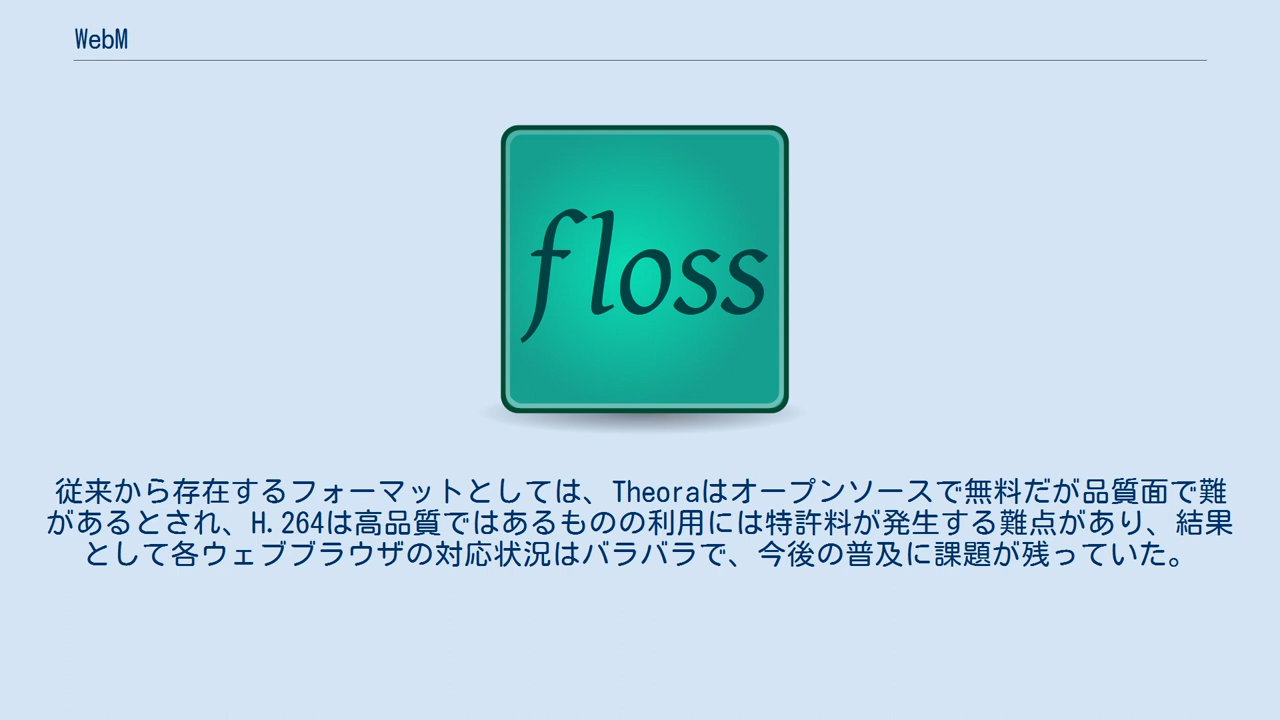 WebM
floss
従来から存在するフォーマットとしては、Theoraはオープンソースで無料だが品質面で難
があるとされ、H.264は高品質ではあるものの利用には特許料が発生する難点があり、結果
として各ウェブブラウザの対応状況はバラバラで、今後の普及に課題が残っていた。